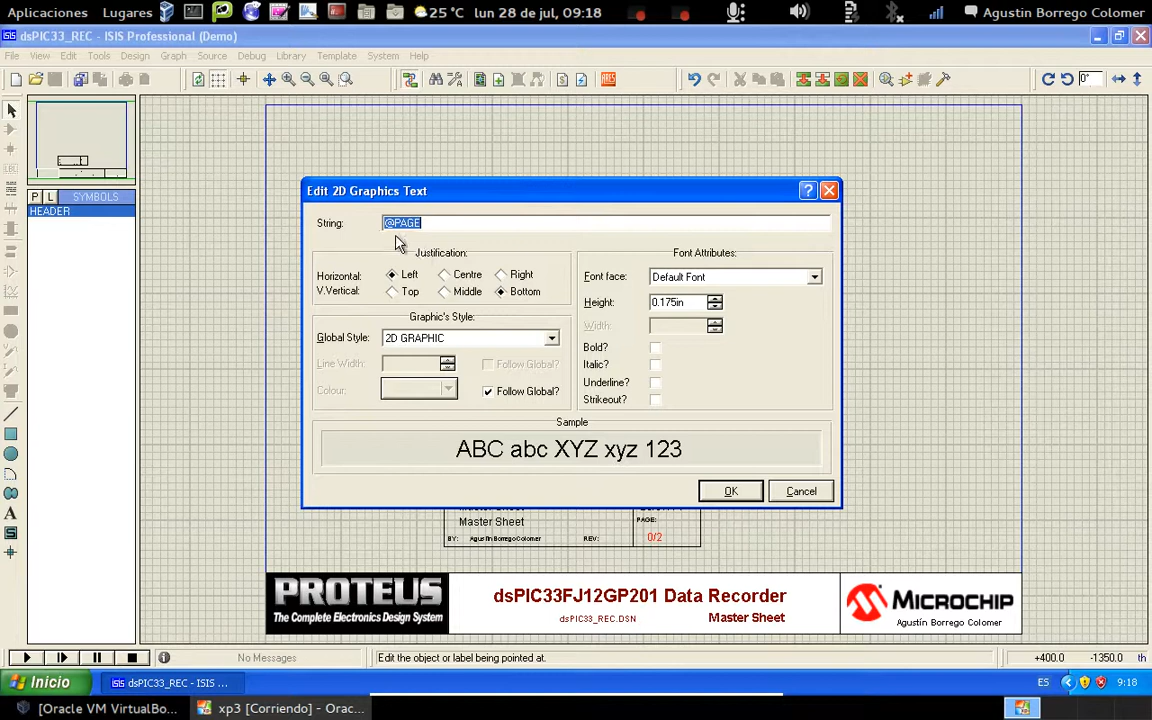 Aplicaciones Lugares 25 °C lun 28 de jul, 09:18 Agustin Borrego Colomer
dsPIC33_REC - ISIS Professional (Demo)
File View Edit Tools Design Graph Source Debug Library Template System Help
0°
P L SYMBOLS
HEADER
Edit 2D Graphics Text
String: @PAGE
Justification:
Horizontal: Left Centre Right
V.Vertical: Top Middle Bottom
Font Attributes:
Font face: Default Font
Height: 0.175in
Width:
Bold?
Italic?
Underline?
Strikeout?
Graphic's Style:
Global Style: 2D GRAPHIC
Line Width: Follow Global?
Colour: Follow Global?
Sample
ABC abc XYZ xyz 123
OK Cancel
Master Sheet
PAGE:
0/2
BY: Agustín Borrego Colomer REV:
PROTEUS
The Complete Electronics Design System
dsPIC33FJ12GP201 Data Recorder
dsPIC33_REC.DSN Master Sheet
MICROCHIP
Agustín Borrego Colomer
No Messages Edit the object or label being pointed at. +400.0 -1350.0 th
Inicio dsPIC33_REC - ISIS ... ES 9:18
[Oracle VM VirtualBo... xp3 [Corriendo] - Orac...